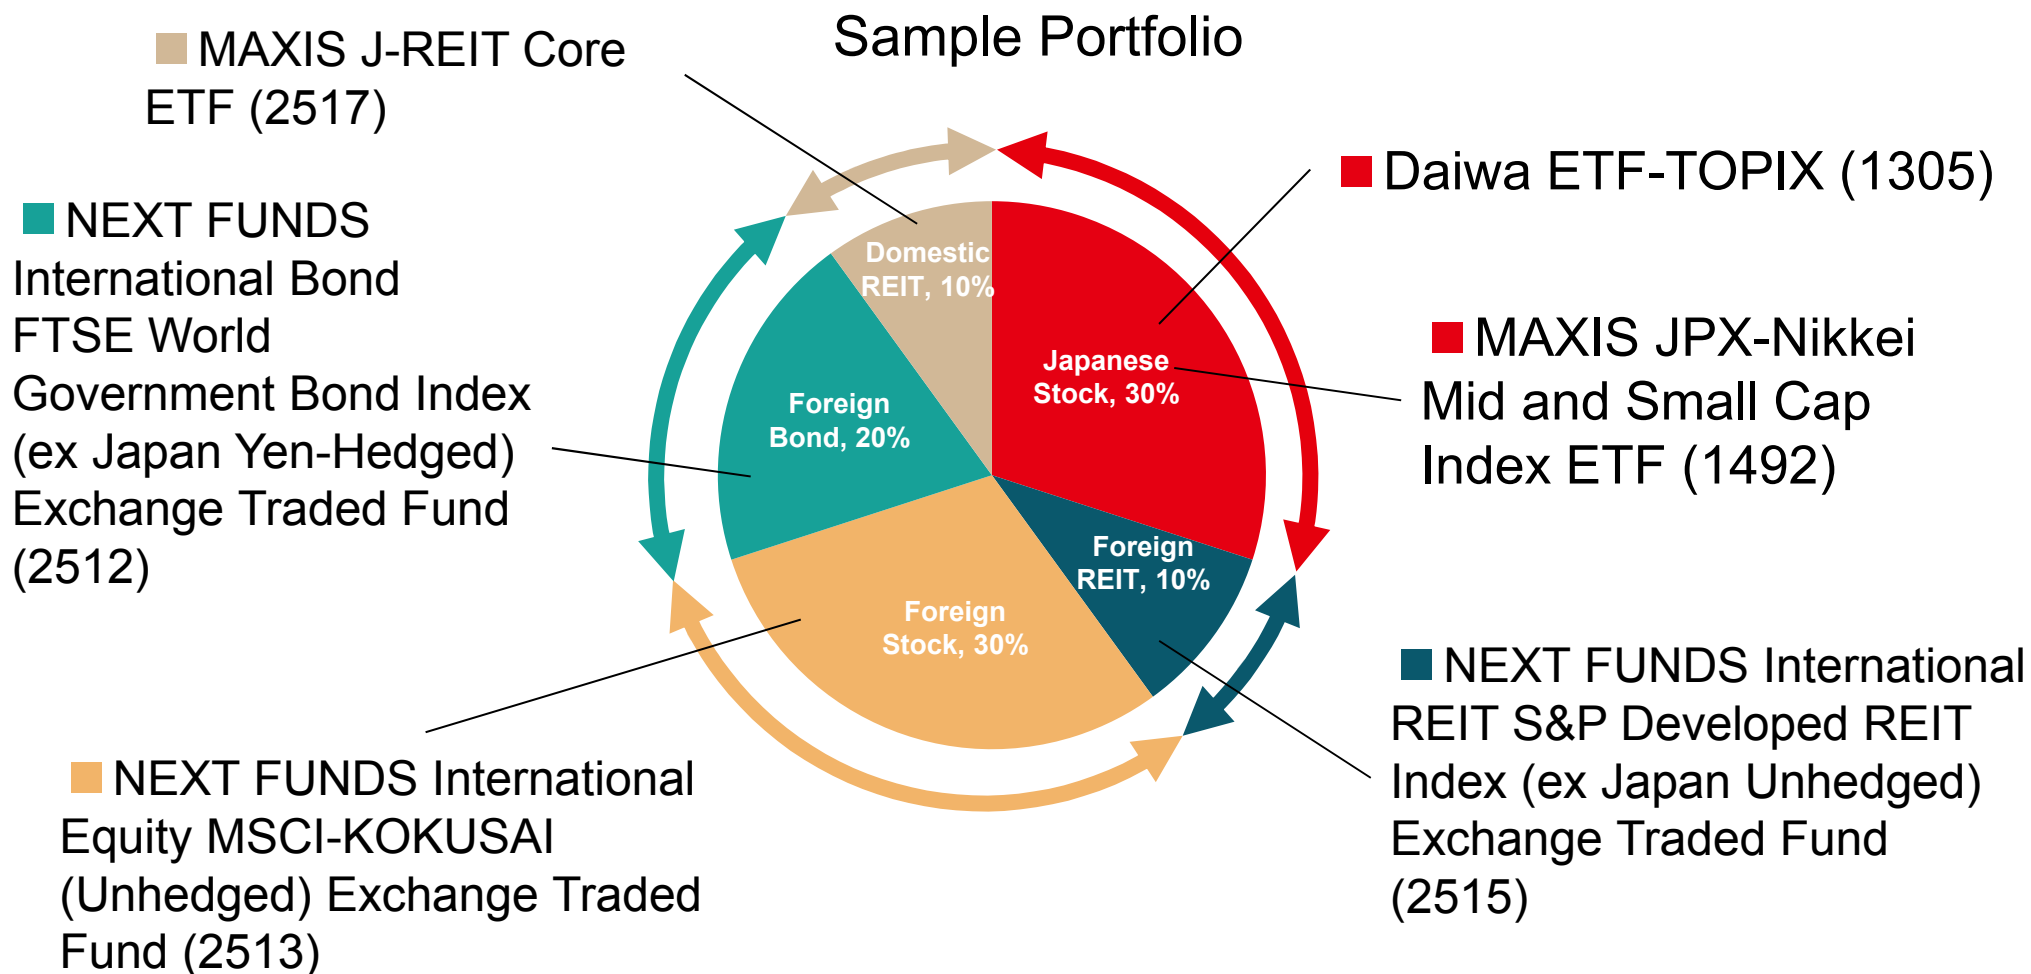 Sample Portfolio
MAXIS J-REIT Core
ETF (2517)
NEXT FUNDS
International Bond
FTSE World
Government Bond Index
(ex Japan Yen-Hedged)
Exchange Traded Fund
(2512)
NEXT FUNDS International
Equity MSCI-KOKUSAI
(Unhedged) Exchange Traded
Fund (2513)
Domestic
REIT, 10%
Japanese
Stock, 30%
Foreign
Bond, 20%
Foreign
REIT, 10%
Foreign
Stock, 30%
Daiwa ETF-TOPIX (1305)
MAXIS JPX-Nikkei
Mid and Small Cap
Index ETF (1492)
NEXT FUNDS International
REIT S&P Developed REIT
Index (ex Japan Unhedged)
Exchange Traded Fund
(2515)